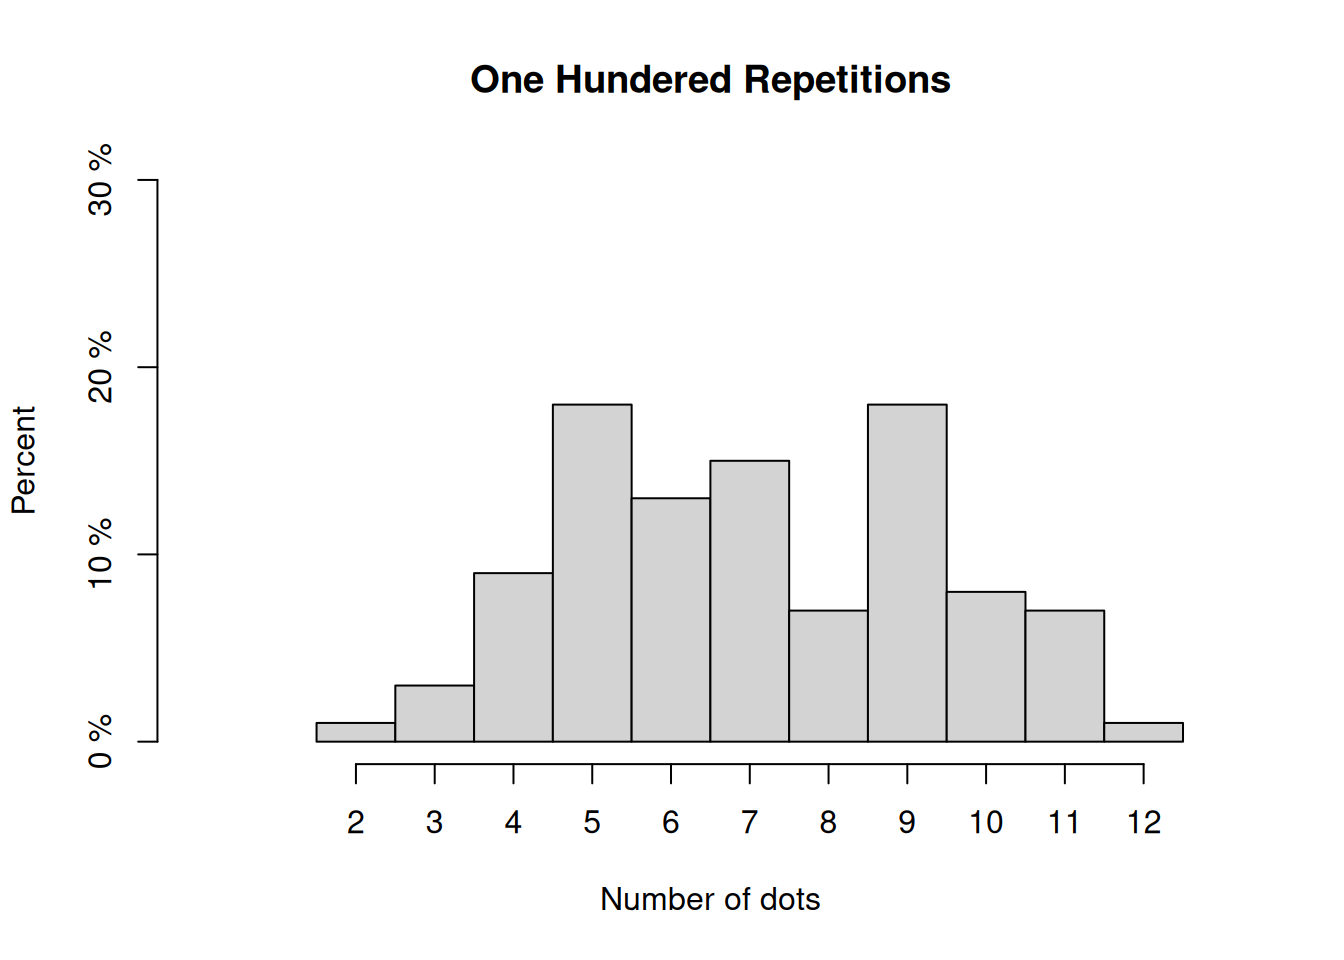 One Hundered Repetitions
30 %
20 %
10 %
0 %
Percent
2 3 4 5 6 7 8 9 10 11 12
Number of dots